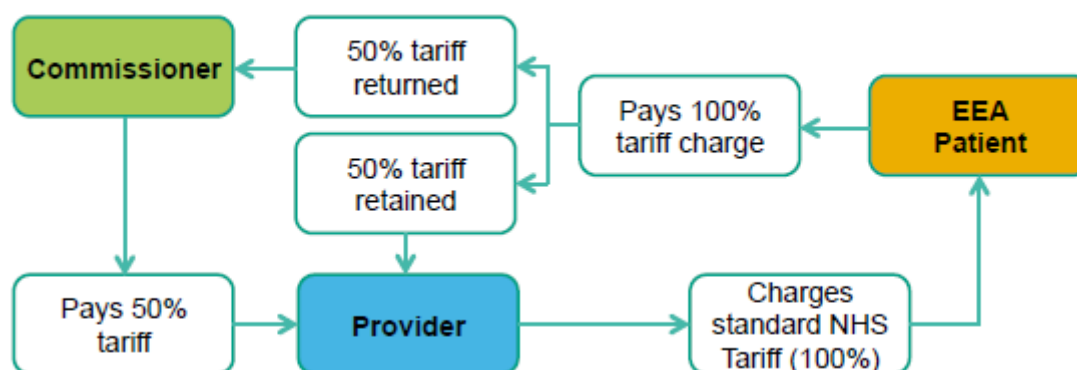 Commissioner
50% tariff
returned
Pays 100%
tariff charge
EEA
Patient
50% tariff
retained
Pays 50%
tariff
Provider
Charges
standard NHS
Tariff (100%)